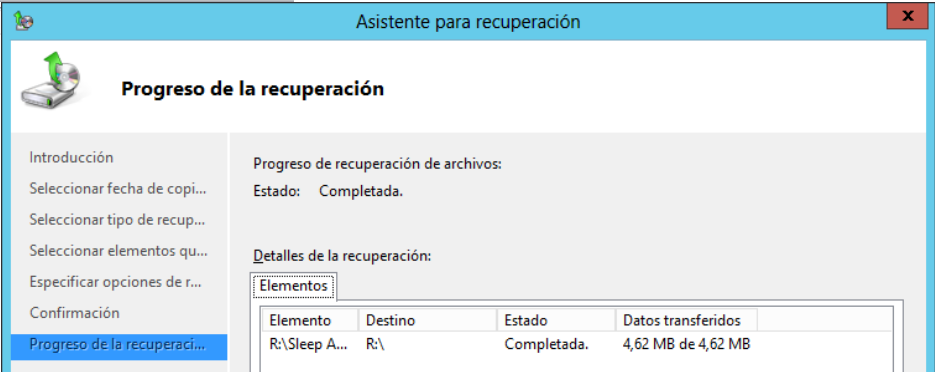 Asistente para recuperación
x
Progreso de la recuperación
Introducción
Seleccionar fecha de copi...
Seleccionar tipo de recup...
Seleccionar elementos qu...
Especificar opciones de r...
Confirmación
Progreso de la recuperaci...
Progreso de recuperación de archivos:
Estado: Completada.
Detalles de la recuperación:
Elementos
Elemento Destino Estado Datos transferidos
R:\Sleep A... R:\ Completada. 4,62 MB de 4,62 MB